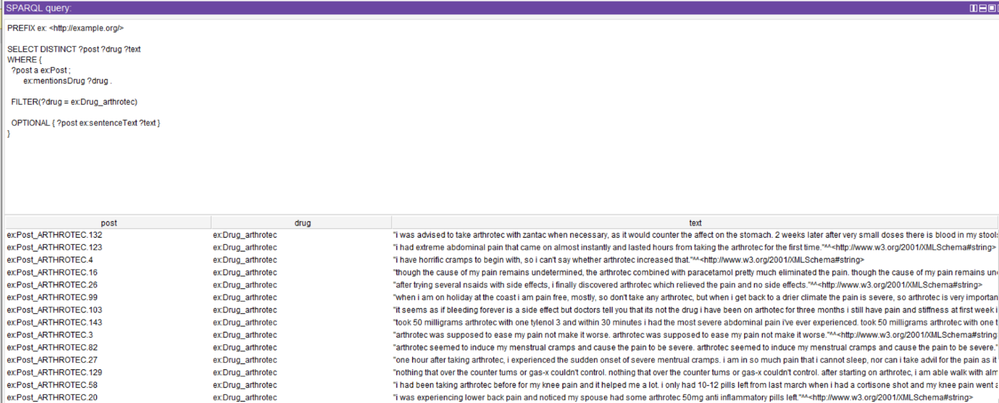 SPARQL query:
PREFIX ex: <http://example.org/>
SELECT DISTINCT ?post ?drug ?text
WHERE {
?post a ex:Post ;
ex:mentionsDrug ?drug .
FILTER(?drug = ex:Drug_arthrotec)
OPTIONAL { ?post ex:sentenceText ?text }
}
post drug text
ex:Post_ARTHROTEC.132 ex:Drug_arthrotec "i was advised to take arthrotec with zantac when necessary, as it would counter the affect on the stomach. 2 weeks later after very small doses there is blood in my stools
ex:Post_ARTHROTEC.123 ex:Drug_arthrotec "i had extreme abdominal pain that came on almost instantly and lasted hours from taking the arthrotec for the first time."^^<http://www.w3.org/2001/XMLSchema#string>
ex:Post_ARTHROTEC.4 ex:Drug_arthrotec "i have horrific cramps to begin with, so i can't say whether arthrotec increased that."^^<http://www.w3.org/2001/XMLSchema#string>
ex:Post_ARTHROTEC.16 ex:Drug_arthrotec "though the cause of my pain remains undetermined, the arthrotec combined with paracetamol pretty much eliminated the pain. though the cause of my pain remains un
ex:Post_ARTHROTEC.26 ex:Drug_arthrotec "after trying several nsaids with side effects, i finally discovered arthrotec which relieved the pain and no side effects."^^<http://www.w3.org/2001/XMLSchema#string>
ex:Post_ARTHROTEC.99 ex:Drug_arthrotec "when i am on holiday at the coast i am pain free, mostly, so don't take any arthrotec, but when i get back to a drier climate the pain is severe, so arthrotec is very importan
ex:Post_ARTHROTEC.103 ex:Drug_arthrotec "it seems as if bleeding forever is a side effect but doctors tell you that its not the drug i have been on arthotec for three months i still have pain and stiffness at first week i
ex:Post_ARTHROTEC.143 ex:Drug_arthrotec "took 50 milligrams arthrotec with one tylenol 3 and within 30 minutes i had the most severe abdominal pain i've ever experienced. took 50 milligrams arthrotec with one t
ex:Post_ARTHROTEC.3 ex:Drug_arthrotec "arthrotec was supposed to ease my pain not make it worse. arthrotec was supposed to ease my pain not make it worse."^^<http://www.w3.org/2001/XMLSchema#string
ex:Post_ARTHROTEC.82 ex:Drug_arthrotec "arthrotec seemed to induce my menstrual cramps and cause the pain to be severe. arthrotec seemed to induce my menstrual cramps and cause the pain to be severe."
ex:Post_ARTHROTEC.27 ex:Drug_arthrotec "one hour after taking arthrotec, i experienced the sudden onset of severe mentrual cramps. i am in so much pain that i cannot sleep, nor can i take advil for the pain as it
ex:Post_ARTHROTEC.129 ex:Drug_arthrotec "nothing that over the counter tums or gas-x couldn't control. nothing that over the counter tums or gas-x couldn't control. after starting on arthrotec, i am able walk with alm
ex:Post_ARTHROTEC.58 ex:Drug_arthrotec "i had been taking arthrotec before for my knee pain and it helped me a lot. i only had 10-12 pills left from last march when i had a cortisone shot and my knee pain went a
ex:Post_ARTHROTEC.20 ex:Drug_arthrotec "i was experiencing lower back pain and noticed my spouse had some arthrotec 50mg anti inflammatory pills left."^^<http://www.w3.org/2001/XMLSchema#string>